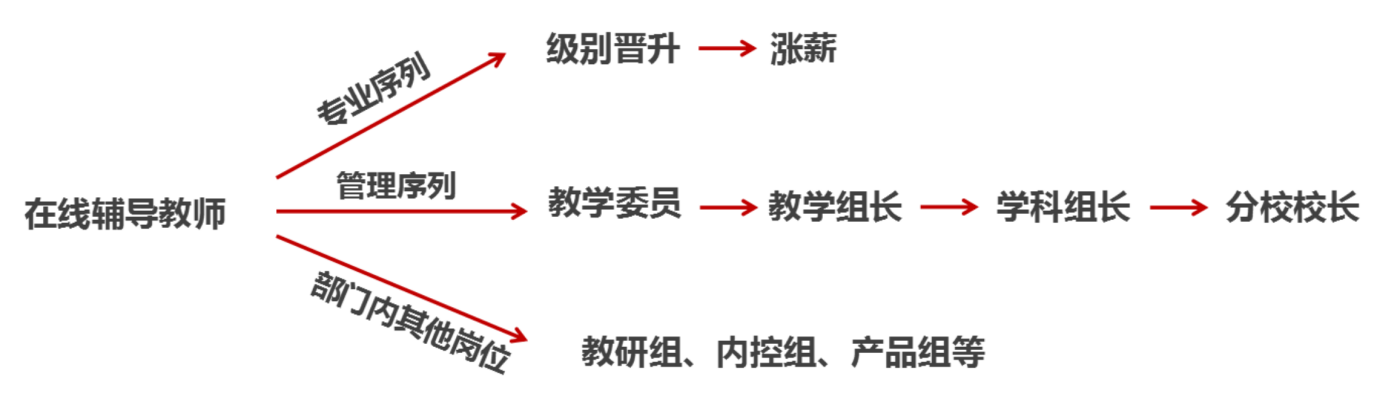 专业序列
级别晋升
涨薪
在线辅导教师
管理序列
教学委员
教学组长
学科组长
分校校长
部门内其他岗位
教研组、内控组、产品组等